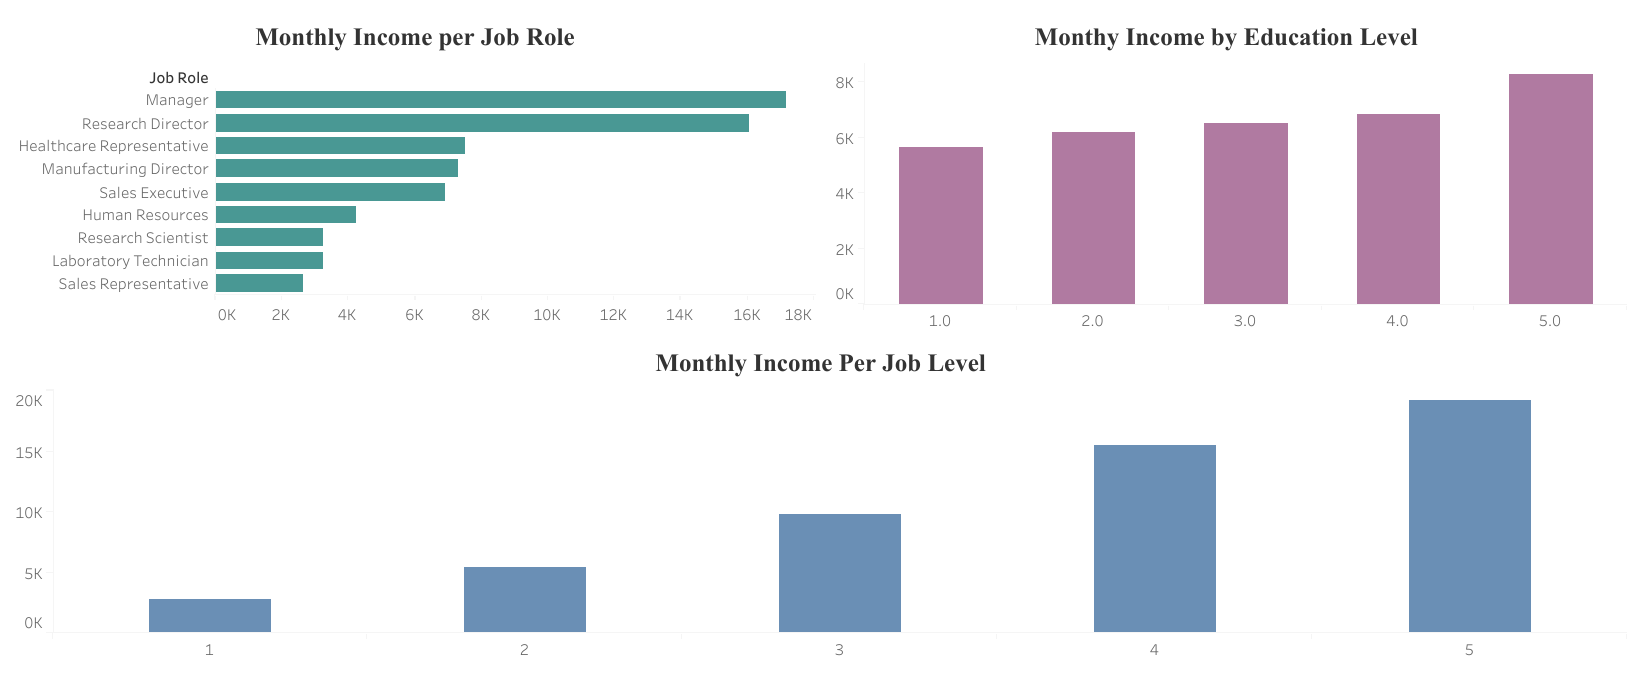 Monthly Income per Job Role
Job Role
Manager
Research Director
Healthcare Representative
Manufacturing Director
Sales Executive
Human Resources
Research Scientist
Laboratory Technician
Sales Representative
0K 2K 4K 6K 8K 10K 12K 14K 16K 18K
Monthy Income by Education Level
8K
6K
4K
2K
0K
1.0 2.0 3.0 4.0 5.0
Monthly Income Per Job Level
20K
15K
10K
5K
0K
1 2 3 4 5